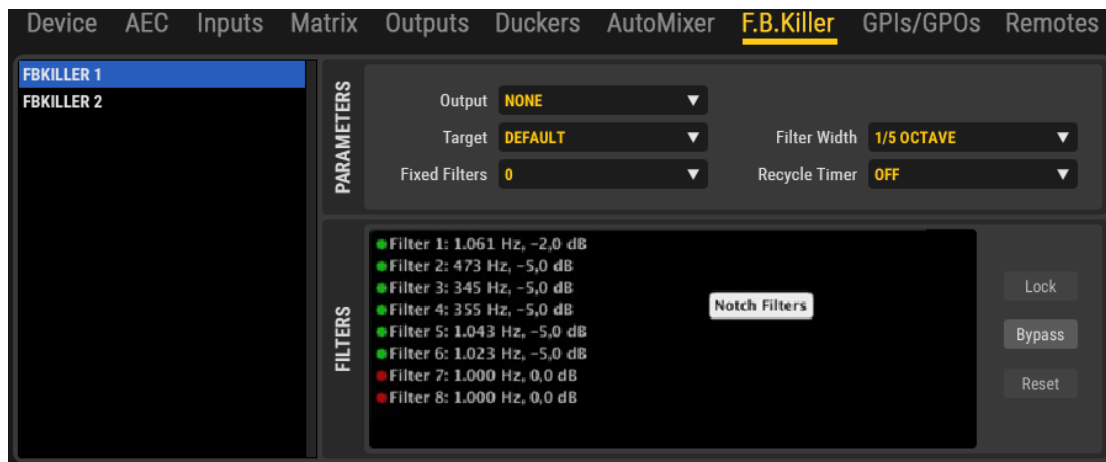 Device AEC Inputs Matrix Outputs Duckers AutoMixer F.B.Killer GPIs/GPOs Remotes
FBKILLER 1
FBKILLER 2
PARAMETERS
Output NONE
Target DEFAULT Filter Width 1/5 OCTAVE
Fixed Filters 0 Recycle Timer OFF
FILTERS
Filter 1: 1.061 Hz, -2,0 dB
Filter 2: 473 Hz, -5,0 dB
Filter 3: 345 Hz, -5,0 dB
Filter 4: 355 Hz, -5,0 dB
Filter 5: 1.043 Hz, -5,0 dB
Filter 6: 1.023 Hz, -5,0 dB
Filter 7: 1.000 Hz, 0,0 dB
Filter 8: 1.000 Hz, 0,0 dB
Notch Filters
Lock
Bypass
Reset